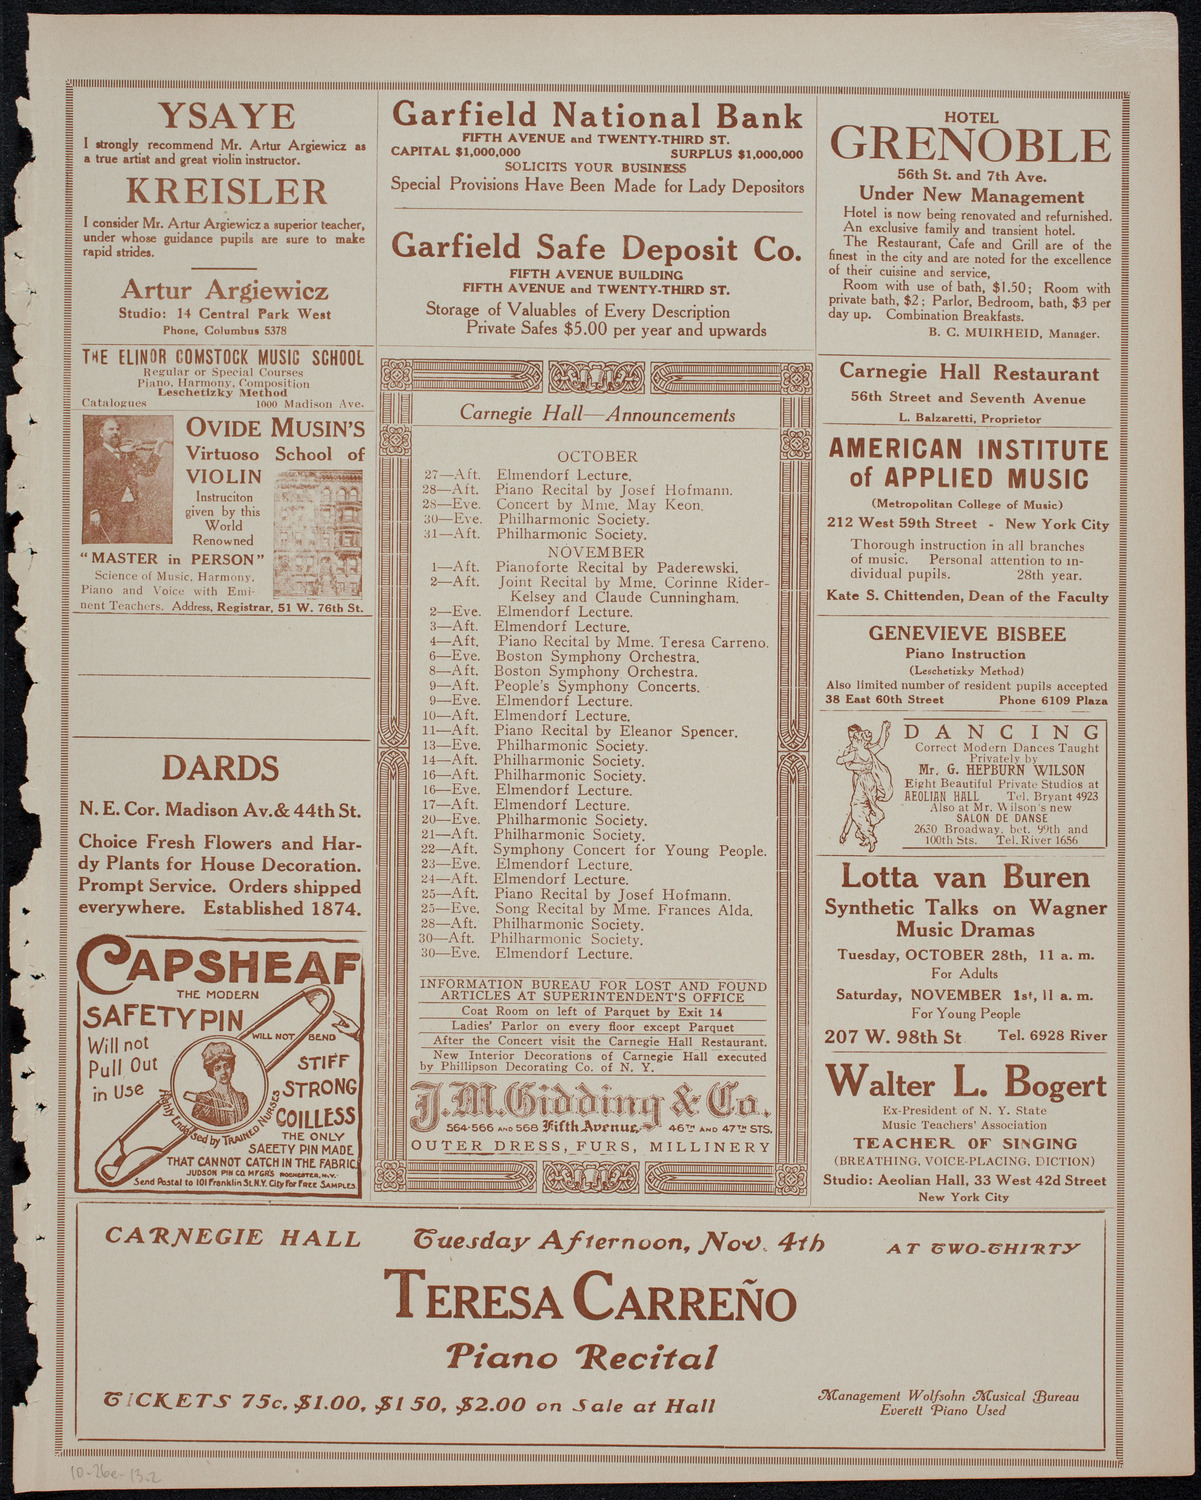 YSAYE
I strongly recommend Mr. Artur Argiewicz as
a true artist and great violin instructor.
KREISLER
I consider Mr. Artur Argiewicz a superior teacher,
under whose guidance pupils are sure to make
rapid strides.
Artur Argiewicz
Studio: 14 Central Park West
Phone, Columbus 5378
THE ELINOR COMSTOCK MUSIC SCHOOL
Regular or Special Courses
Piano, Harmony, Composition
Leschetizky Method
Catalogues 1000 Madison Ave.
OVIDE MUSIN'S
Virtuoso School of
VIOLIN
Instruciton
given by this
World
Renowned
"MASTER in PERSON"
Science of Music, Harmony,
Piano and Voice with Emi-
nent Teachers. Address, Registrar, 51 W. 76th St.
DARDS
N. E. Cor. Madison Av. & 44th St.
Choice Fresh Flowers and Har-
dy Plants for House Decoration.
Prompt Service. Orders shipped
everywhere. Established 1874.
CAPSHEAF
THE MODERN
SAFETY PIN
WILL NOT BEND
Will not
Pull Out
in Use
STIFF
STRONG
COILLESS
Highly Endorsed by TRAINED NURSES
THE ONLY
SAFETY PIN MADE
THAT CANNOT CATCH IN THE FABRIC
JUDSON PIN CO. MFGRS ROCHESTER, N.Y.
Send Postal to 101 Franklin St. N.Y. City for FREE SAMPLES
Garfield National Bank
FIFTH AVENUE and TWENTY-THIRD ST.
CAPITAL $1,000,000 SURPLUS $1,000,000
SOLICITS YOUR BUSINESS
Special Provisions Have Been Made for Lady Depositors
Garfield Safe Deposit Co.
FIFTH AVENUE BUILDING
FIFTH AVENUE and TWENTY-THIRD ST.
Storage of Valuables of Every Description
Private Safes $5.00 per year and upwards
Carnegie Hall—Announcements
OCTOBER
27—Aft. Elmendorf Lecture.
28—Aft. Piano Recital by Josef Hofmann.
28—Eve. Concert by Mme. May Keon.
30—Eve. Philharmonic Society.
31—Aft. Philharmonic Society.
NOVEMBER
1—Aft. Pianoforte Recital by Paderewski.
2—Aft. Joint Recital by Mme. Corinne Rider-
Kelsey and Claude Cunningham.
2—Eve. Elmendorf Lecture.
3—Aft. Elmendorf Lecture.
4—Aft. Piano Recital by Mme. Teresa Carreno.
6—Eve. Boston Symphony Orchestra.
8—Aft. Boston Symphony Orchestra.
9—Aft. People's Symphony Concerts.
9—Eve. Elmendorf Lecture.
10—Aft. Elmendorf Lecture.
11—Aft. Piano Recital by Eleanor Spencer.
13—Eve. Philharmonic Society.
14—Aft. Philharmonic Society.
16—Aft. Philharmonic Society.
16—Eve. Elmendorf Lecture.
17—Aft. Elmendorf Lecture.
20—Eve. Philharmonic Society.
21—Aft. Philharmonic Society.
22—Aft. Symphony Concert for Young People.
23—Eve. Elmendorf Lecture.
24—Aft. Elmendorf Lecture.
25—Aft. Piano Recital by Josef Hofmann.
25—Eve. Song Recital by Mme. Frances Alda.
28—Aft. Philharmonic Society.
30—Aft. Philharmonic Society.
30—Eve. Elmendorf Lecture.
INFORMATION BUREAU FOR LOST AND FOUND
ARTICLES AT SUPERINTENDENT'S OFFICE
Coat Room on left of Parquet by Exit 14
Ladies' Parlor on every floor except Parquet
After the Concert visit the Carnegie Hall Restaurant.
New Interior Decorations of Carnegie Hall executed
by Phillipson Decorating Co. of N. Y.
J. M. Gidding & Co.
564-566 AND 568 Fifth Avenue 46TH AND 47TH STS.
OUTER DRESS, FURS, MILLINERY
HOTEL
GRENOBLE
56th St. and 7th Ave.
Under New Management
Hotel is now being renovated and refurnished.
An exclusive family and transient hotel.
The Restaurant, Cafe and Grill are of the
finest in the city and are noted for the excellence
of their cuisine and service,
Room with use of bath, $1.50; Room with
private bath, $2; Parlor, Bedroom, bath, $3 per
day up. Combination Breakfasts.
B. C. MUIRHEID, Manager.
Carnegie Hall Restaurant
56th Street and Seventh Avenue
L. Balzaretti, Proprietor
AMERICAN INSTITUTE
of APPLIED MUSIC
(Metropolitan College of Music)
212 West 59th Street - New York City
Thorough instruction in all branches
of music. Personal attention to in-
dividual pupils. 28th year.
Kate S. Chittenden, Dean of the Faculty
GENEVIEVE BISBEE
Piano Instruction
(Leschetizky Method)
Also limited number of resident pupils accepted
38 East 60th Street Phone 6109 Plaza
DANCING
Correct Modern Dances Taught
Privately by
Mr. G. HEPBURN WILSON
Eight Beautiful Private Studios at
AEOLIAN HALL Tel. Bryant 4923
Also at Mr. Wilson's new
SALON DE DANSE
2630 Broadway, bet. 99th and
100th Sts. Tel. River 1656
Lotta van Buren
Synthetic Talks on Wagner
Music Dramas
Tuesday, OCTOBER 28th, 11 a. m.
For Adults
Saturday, NOVEMBER 1st, 11 a. m.
For Young People
207 W. 98th St Tel. 6928 River
Walter L. Bogert
Ex-President of N. Y. State
Music Teachers' Association
TEACHER OF SINGING
(BREATHING, VOICE-PLACING, DICTION)
Studio: Aeolian Hall, 33 West 42d Street
New York City
CARNEGIE HALL Tuesday Afternoon, Nov. 4th AT TWO-THIRTY
TERESA CARREÑO
Piano Recital
TICKETS 75c. $1.00, $1 50, $2.00 on Sale at Hall
Management Wolfsohn Musical Bureau
Everett Piano Used
10-26e-13.2